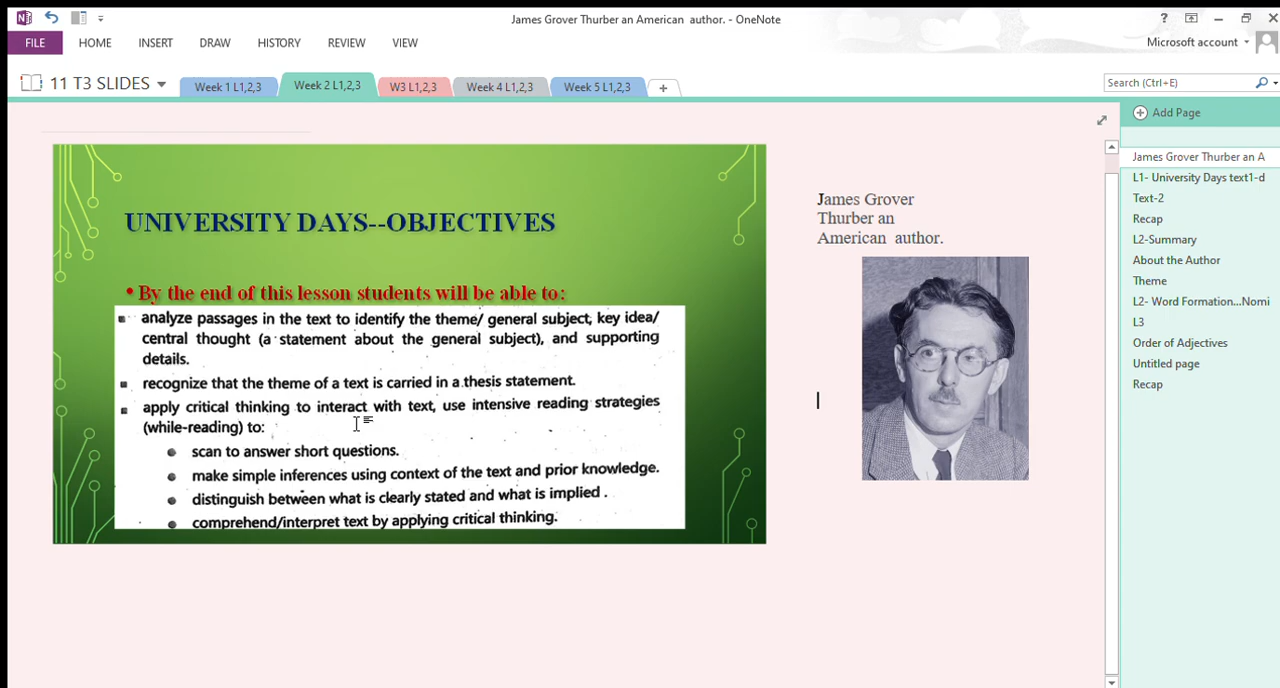 James Grover Thurber an American  author. - OneNote
?
Microsoft account
FILE HOME INSERT DRAW HISTORY REVIEW VIEW
11 T3 SLIDES
Week 1 L1,2,3
Week 2 L1,2,3
W3 L1,2,3
Week 4 L1,2,3
Week 5 L1,2,3
+
Search (Ctrl+E)
UNIVERSITY DAYS--OBJECTIVES
• By the end of this lesson students will be able to:
analyze passages in the text to identify the theme/ general subject, key idea/
central thought (a statement about the general subject), and supporting
details.
recognize that the theme of a text is carried in a thesis statement.
apply critical thinking to interact with text, use intensive reading strategies
(while-reading) to:
scan to answer short questions.
make simple inferences using context of the text and prior knowledge.
distinguish between what is clearly stated and what is implied .
comprehend/interpret text by applying critical thinking.
James Grover
Thurber an
American  author.
Add Page
James Grover Thurber an A
L1- University Days text1-d
Text-2
Recap
L2-Summary
About the Author
Theme
L2- Word Formation...Nomi
L3
Order of Adjectives
Untitled page
Recap